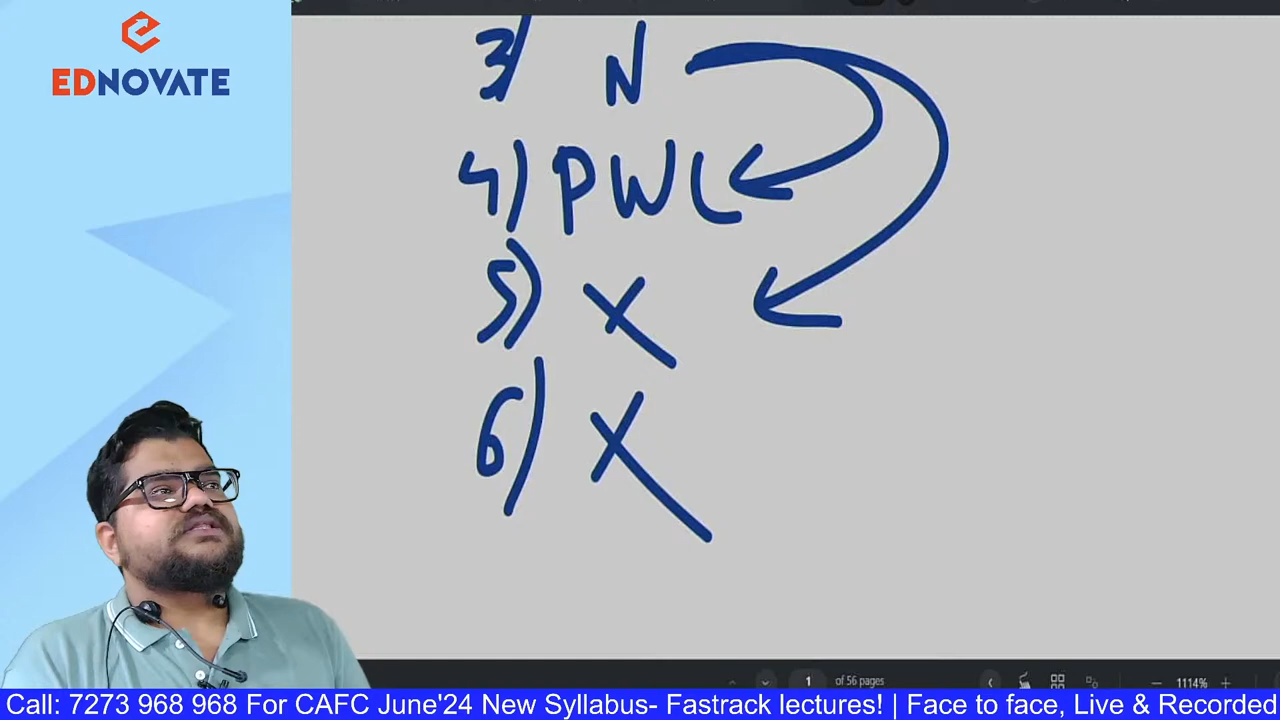 EDNOVATE
3) N
4) PWC
5) X
6) X
1 of 56 pages
1114%
Call: 7273 968 968 For CAFC June'24 New Syllabus- Fastrack lectures! | Face to face, Live & Recorded